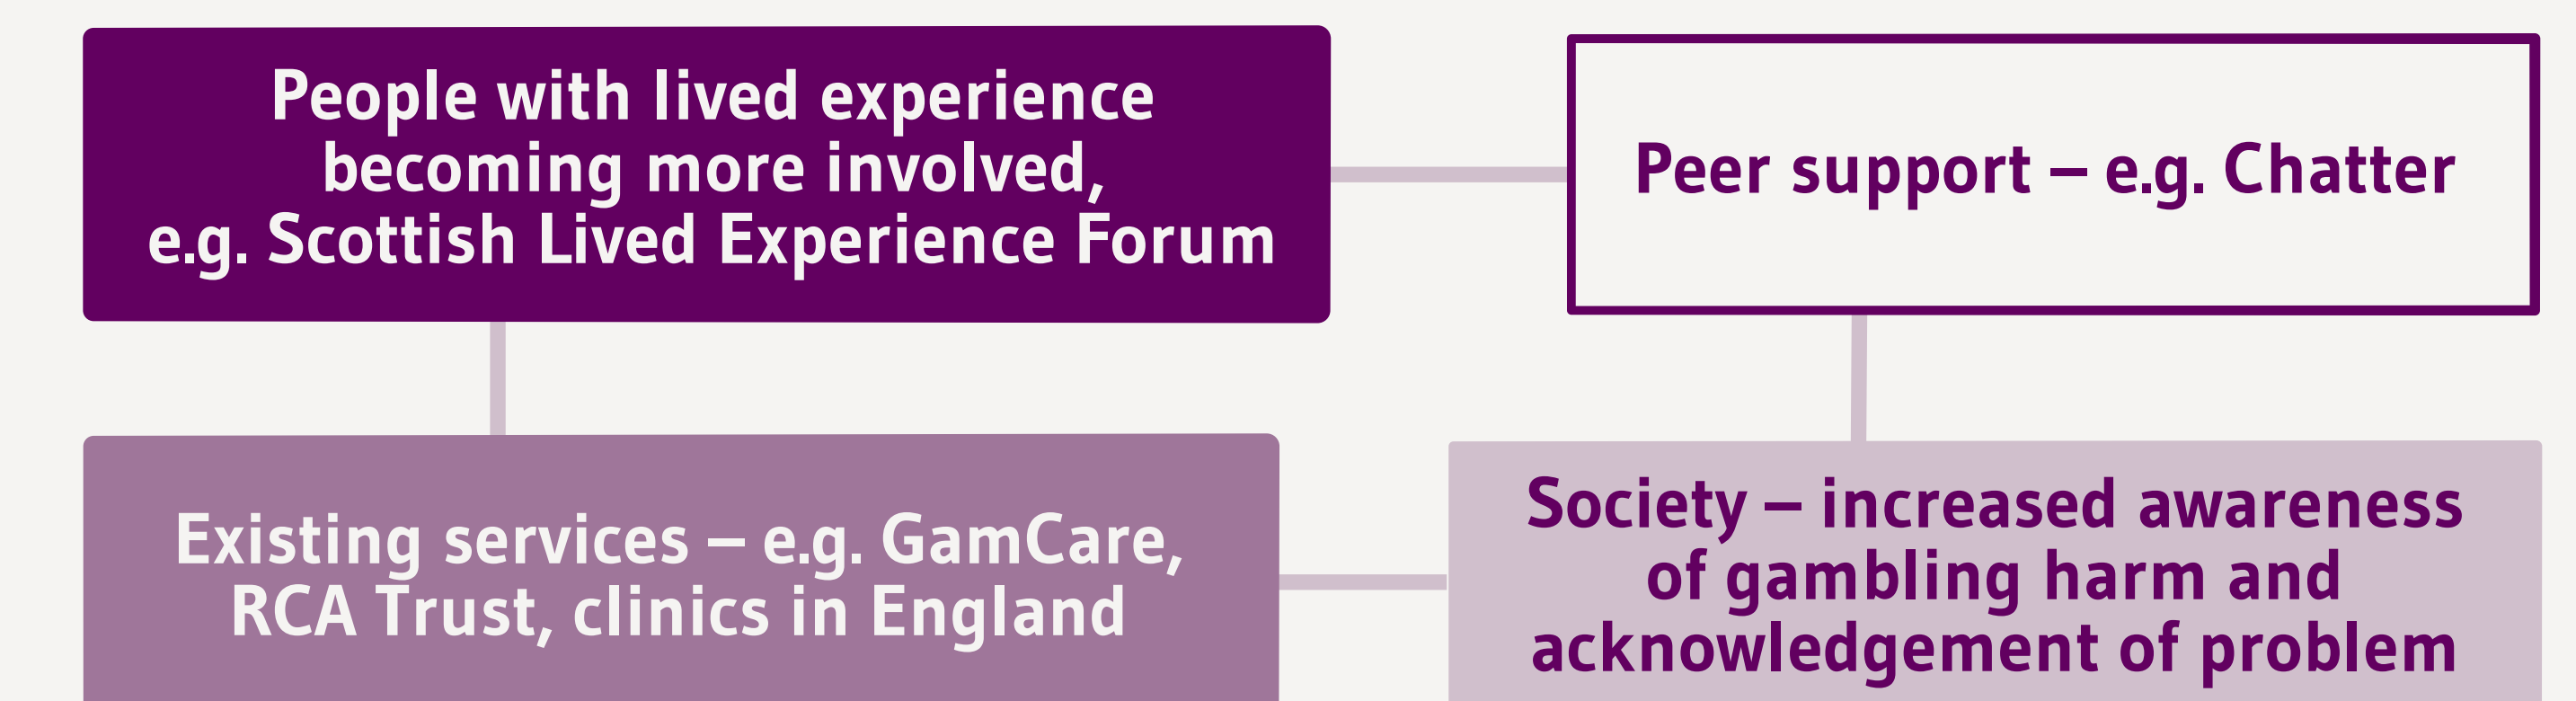 People with lived experience
becoming more involved,
e.g. Scottish Lived Experience Forum
Peer support – e.g. Chatter
Existing services – e.g. GamCare,
RCA Trust, clinics in England
Society – increased awareness
of gambling harm and
acknowledgement of problem